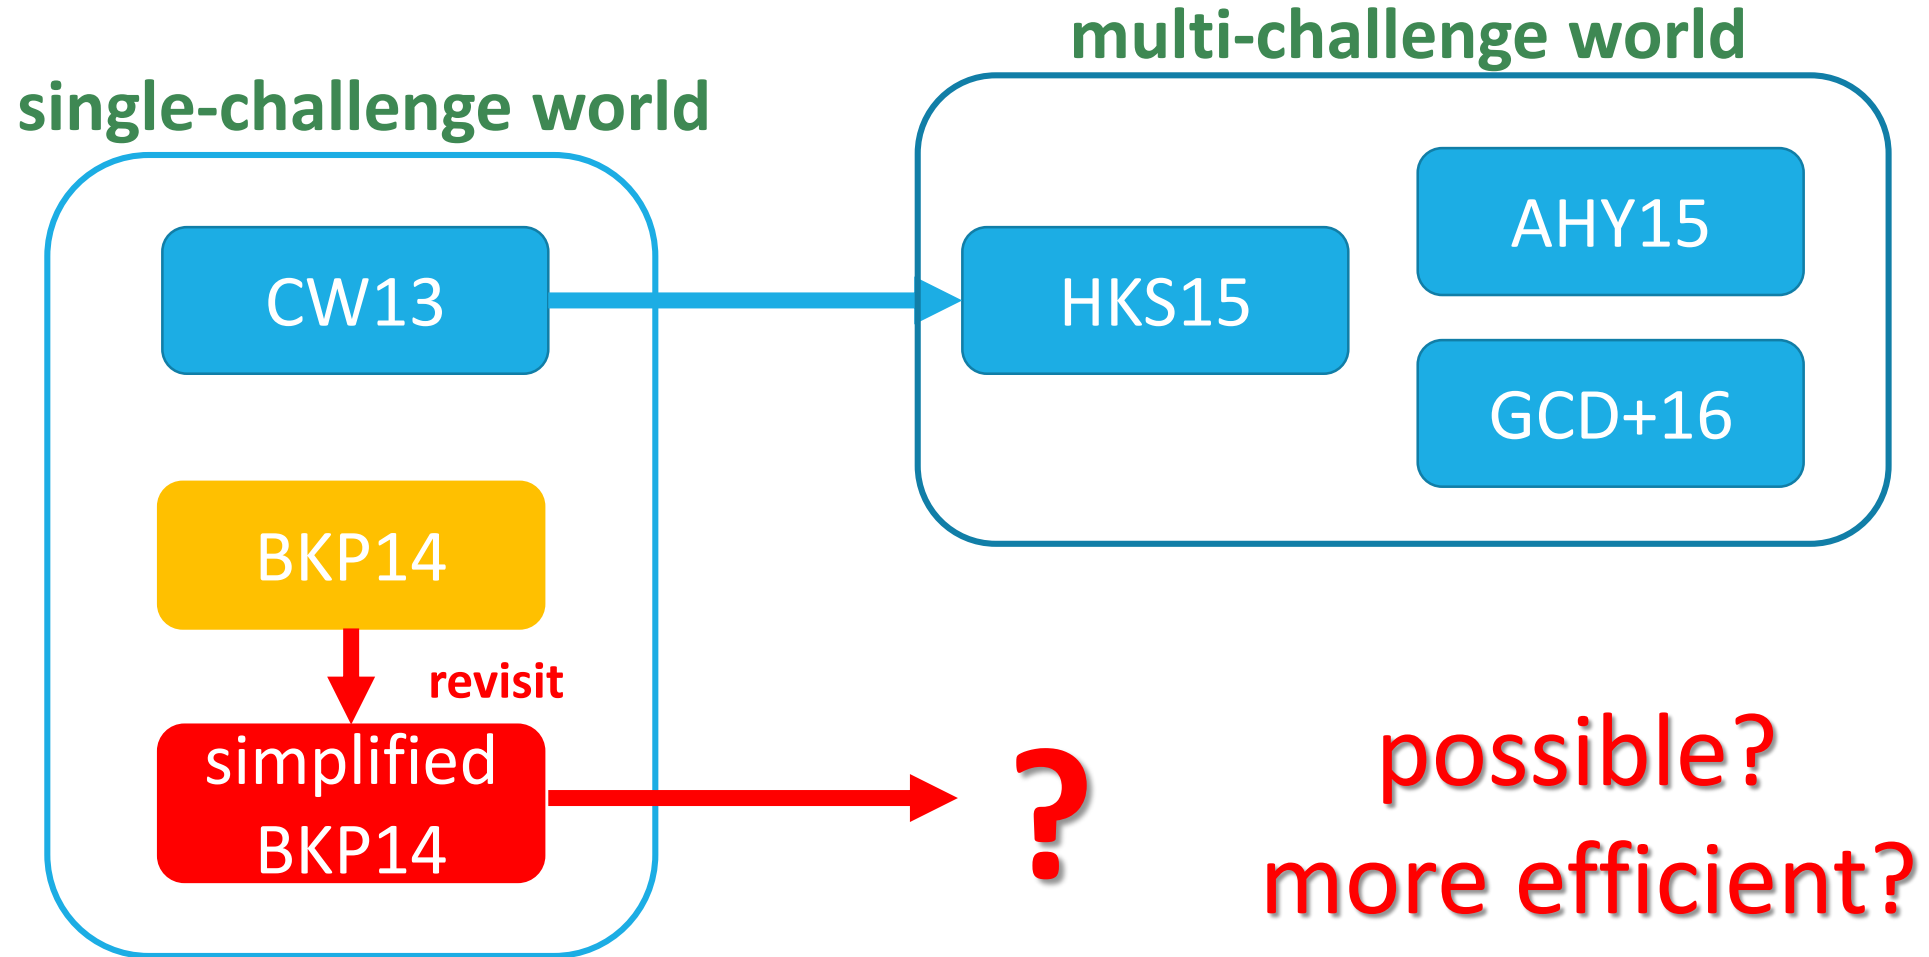 multi-challenge world
single-challenge world
CW13
HKS15
AHY15
GCD+16
BKP14
revisit
simplified
BKP14
?
possible?
more efficient?